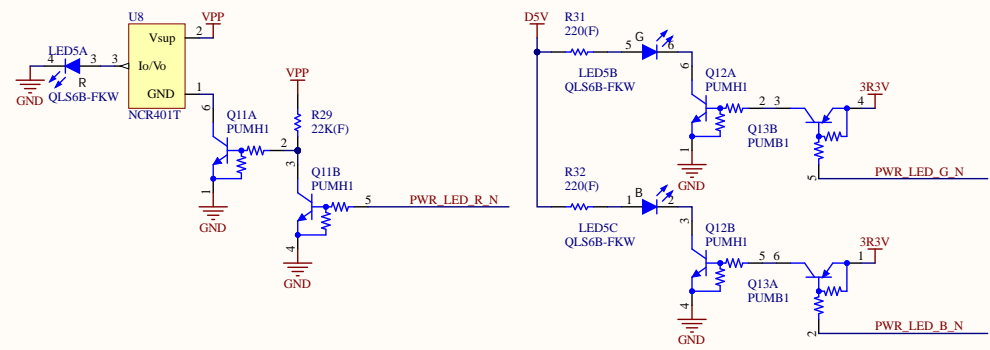 U8
VPP
Vsup
2
LED5A
4
3
3
Io/Vo
R
GND
QLS6B-FKW
GND
1
NCR401T
6
VPP
Q11A
PUMH1
R29
22K(F)
2
3
1
GND
Q11B
PUMH1
5
PWR_LED_R_N
4
GND
D5V
R31
220(F)
5
G
6
LED5B
QLS6B-FKW
6
Q12A
PUMH1
2
3
3R3V
4
Q13B
PUMB1
1
GND
5
PWR_LED_G_N
R32
220(F)
1
B
2
LED5C
QLS6B-FKW
3
Q12B
PUMH1
5
6
3R3V
1
Q13A
PUMB1
4
GND
2
PWR_LED_B_N